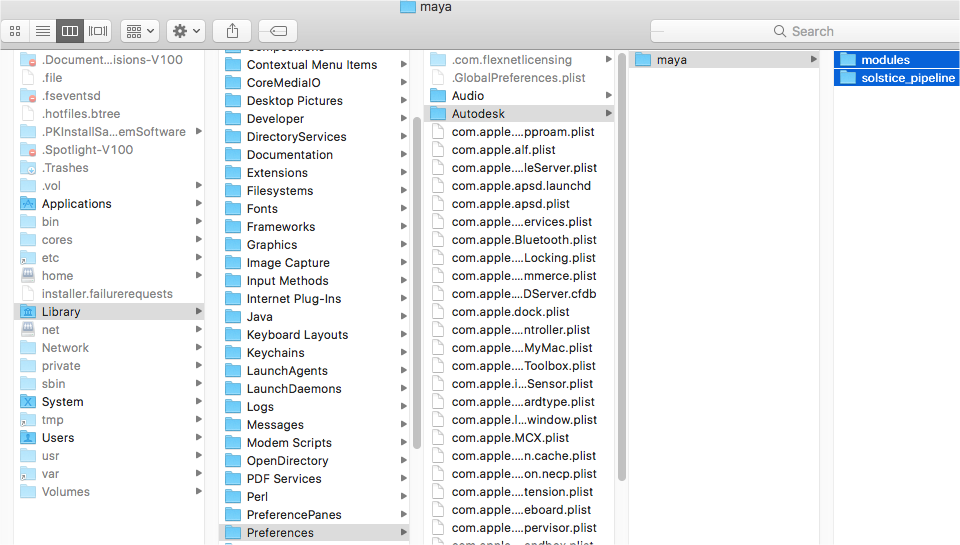 maya
Search
.Document...isions-V100
.file
.fseventsd
.hotfiles.btree
.PKInstallSa...emSoftware
.Spotlight-V100
.Trashes
.vol
Applications
bin
cores
etc
home
installer.failurerequests
Library
net
Network
private
sbin
System
tmp
Users
usr
var
Volumes
Contextual Menu Items
CoreMediaIO
Desktop Pictures
Developer
DirectoryServices
Documentation
Extensions
Filesystems
Fonts
Frameworks
Graphics
Image Capture
Input Methods
Internet Plug-Ins
Java
Keyboard Layouts
Keychains
LaunchAgents
LaunchDaemons
Logs
Messages
Modem Scripts
OpenDirectory
PDF Services
Perl
PreferencePanes
Preferences
.com.flexnetlicensing
.GlobalPreferences.plist
Audio
Autodesk
com.apple....pproam.plist
com.apple.alf.plist
com.apple....leServer.plist
com.apple.apsd.launchd
com.apple.apsd.plist
com.apple....ervices.plist
com.apple.Bluetooth.plist
com.apple....Locking.plist
com.apple....mmerce.plist
com.apple....DServer.cfdb
com.apple.dock.plist
com.apple....ntroller.plist
com.apple....MyMac.plist
com.apple....Toolbox.plist
com.apple.i...Sensor.plist
com.apple....ardtype.plist
com.apple.l...window.plist
com.apple.MCX.plist
com.apple....n.cache.plist
com.apple....on.necp.plist
com.apple....tension.plist
com.apple....eboard.plist
com.apple....pervisor.plist
maya
modules
solstice_pipeline